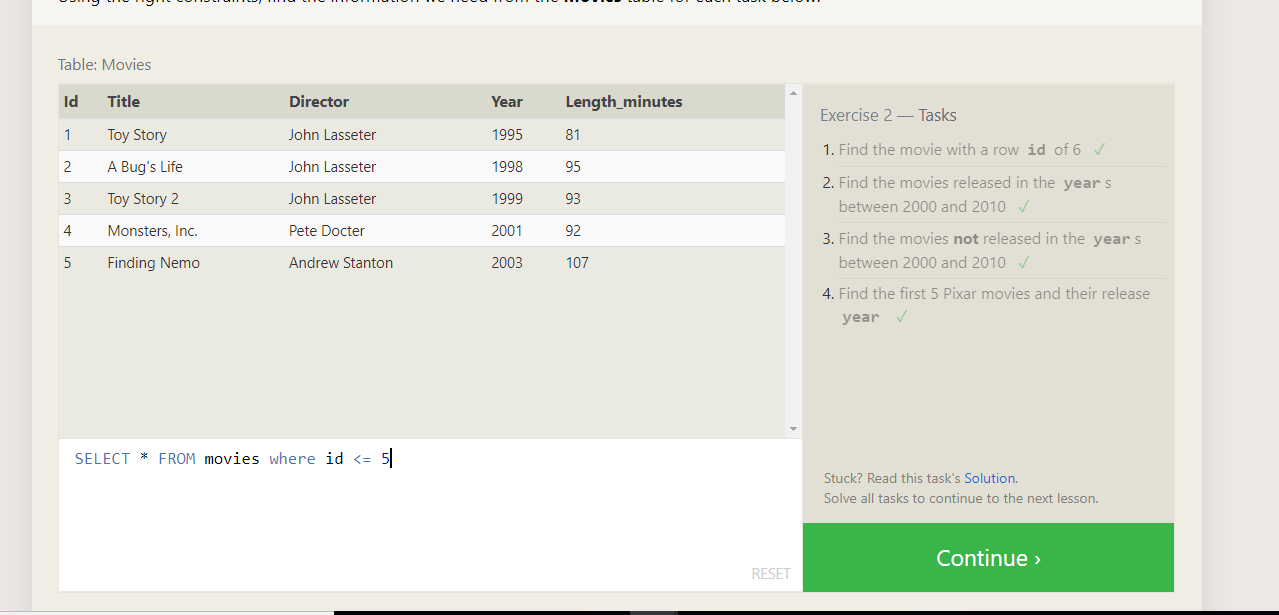 Using the right constraints, find the information we need from the Movies table for each task below.
Table: Movies
Id Title Director Year Length_minutes
1 Toy Story John Lasseter 1995 81
2 A Bug's Life John Lasseter 1998 95
3 Toy Story 2 John Lasseter 1999 93
4 Monsters, Inc. Pete Docter 2001 92
5 Finding Nemo Andrew Stanton 2003 107
SELECT * FROM movies where id <= 5
RESET
Exercise 2 — Tasks
1. Find the movie with a row id of 6 ✓
2. Find the movies released in the year s
between 2000 and 2010 ✓
3. Find the movies not released in the year s
between 2000 and 2010 ✓
4. Find the first 5 Pixar movies and their release
year ✓
Stuck? Read this task's Solution.
Solve all tasks to continue to the next lesson.
Continue ›